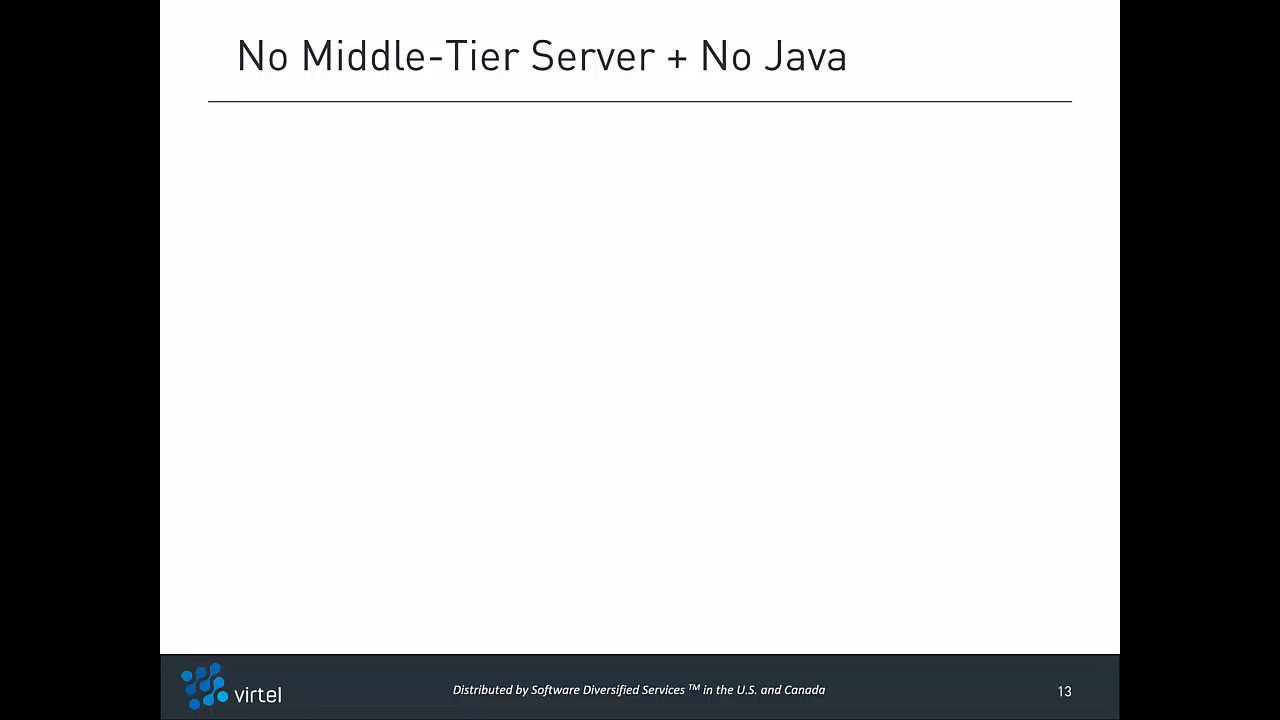 No Middle-Tier Server + No Java
virtel
Distributed by Software Diversified Services ™ in the U.S. and Canada
13